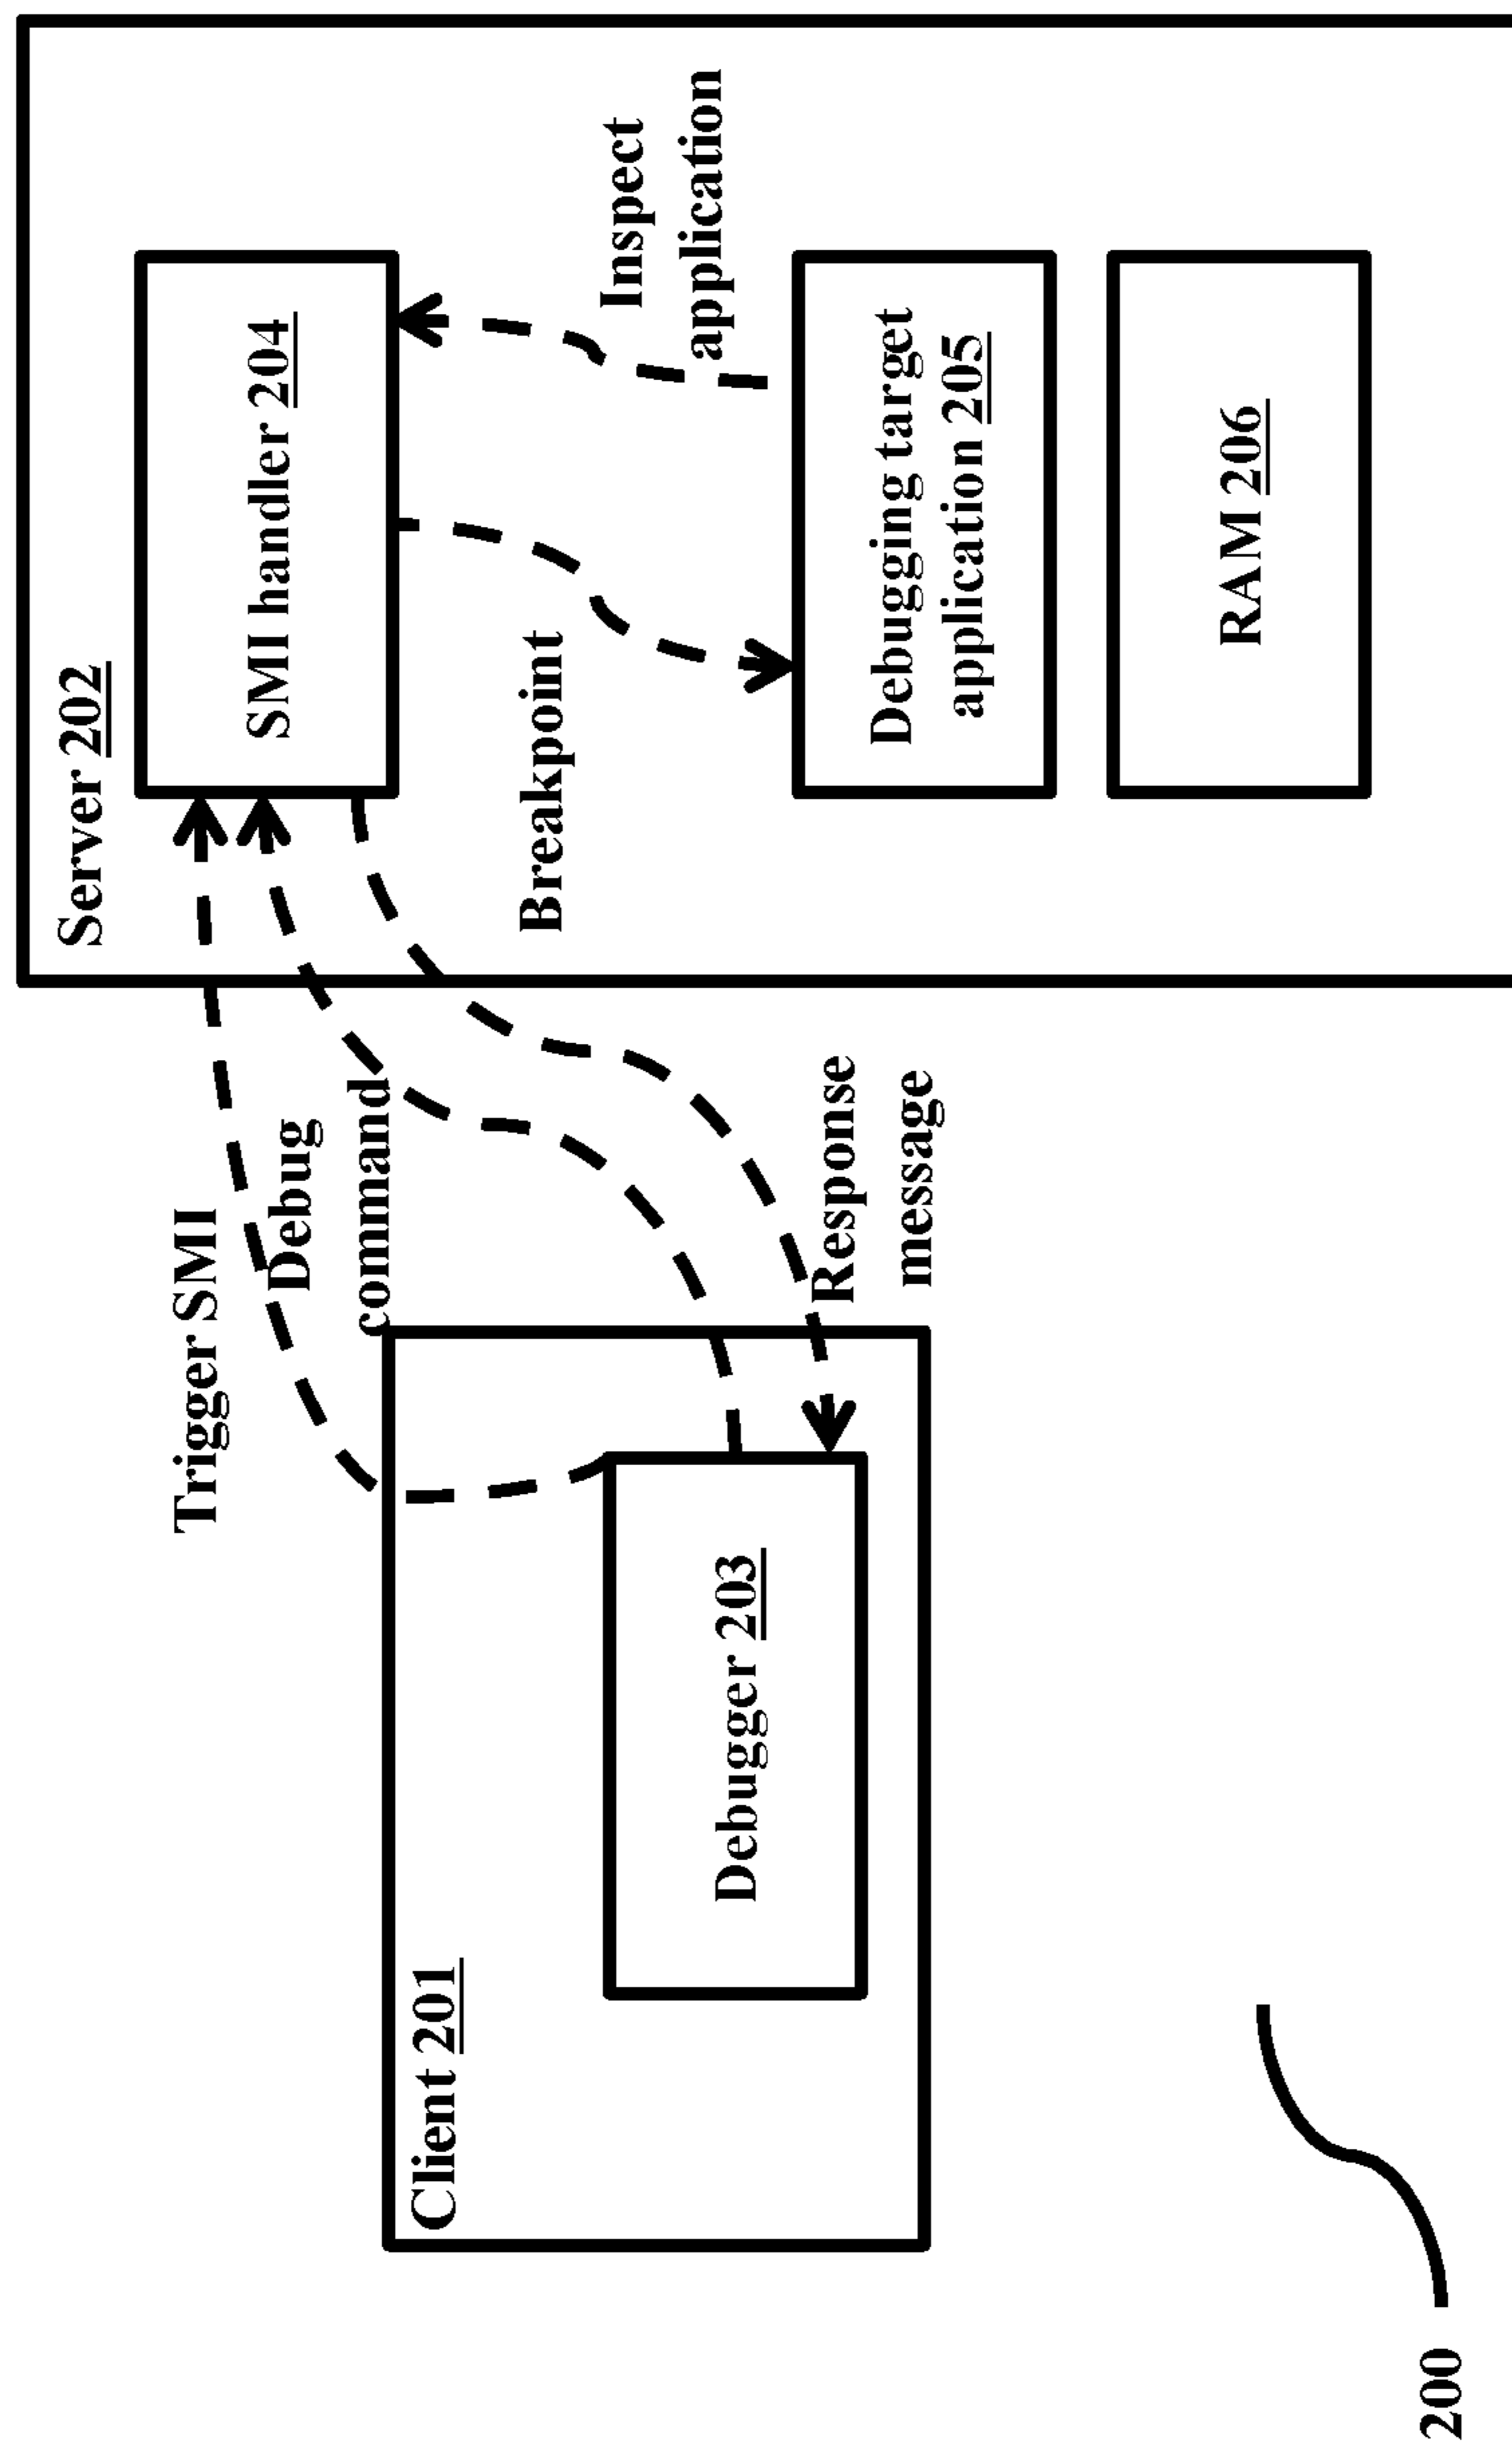 Trigger SMI
Debug
command
Response
message
Client 201
Debugger 203
Server 202
SMI handler 204
Breakpoint
Inspect
application
Debugging target
application 205
RAM 206
200